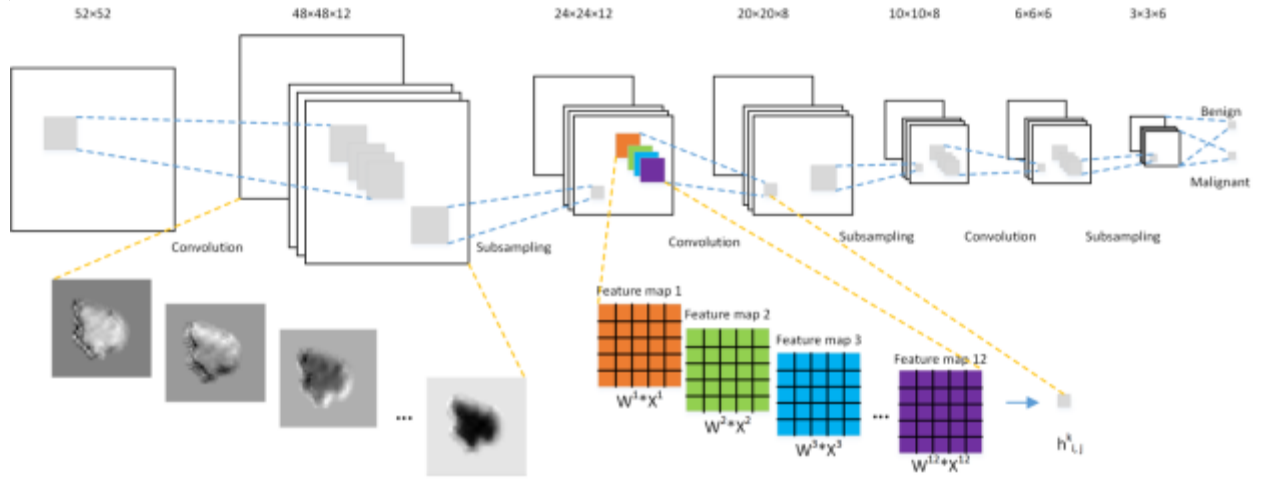 52×52 48×48×12 24×24×12 20×20×8 10×10×8 6×6×6 3×3×6
Benign
Malignant
Convolution Subsampling Convolution Subsampling Convolution Subsampling
Feature map 1
Feature map 2
Feature map 3
Feature map 12
...
...
W¹*X¹
W²*X²
W³*X³
W¹²*X¹²
hᵏᵢ,ⱼ